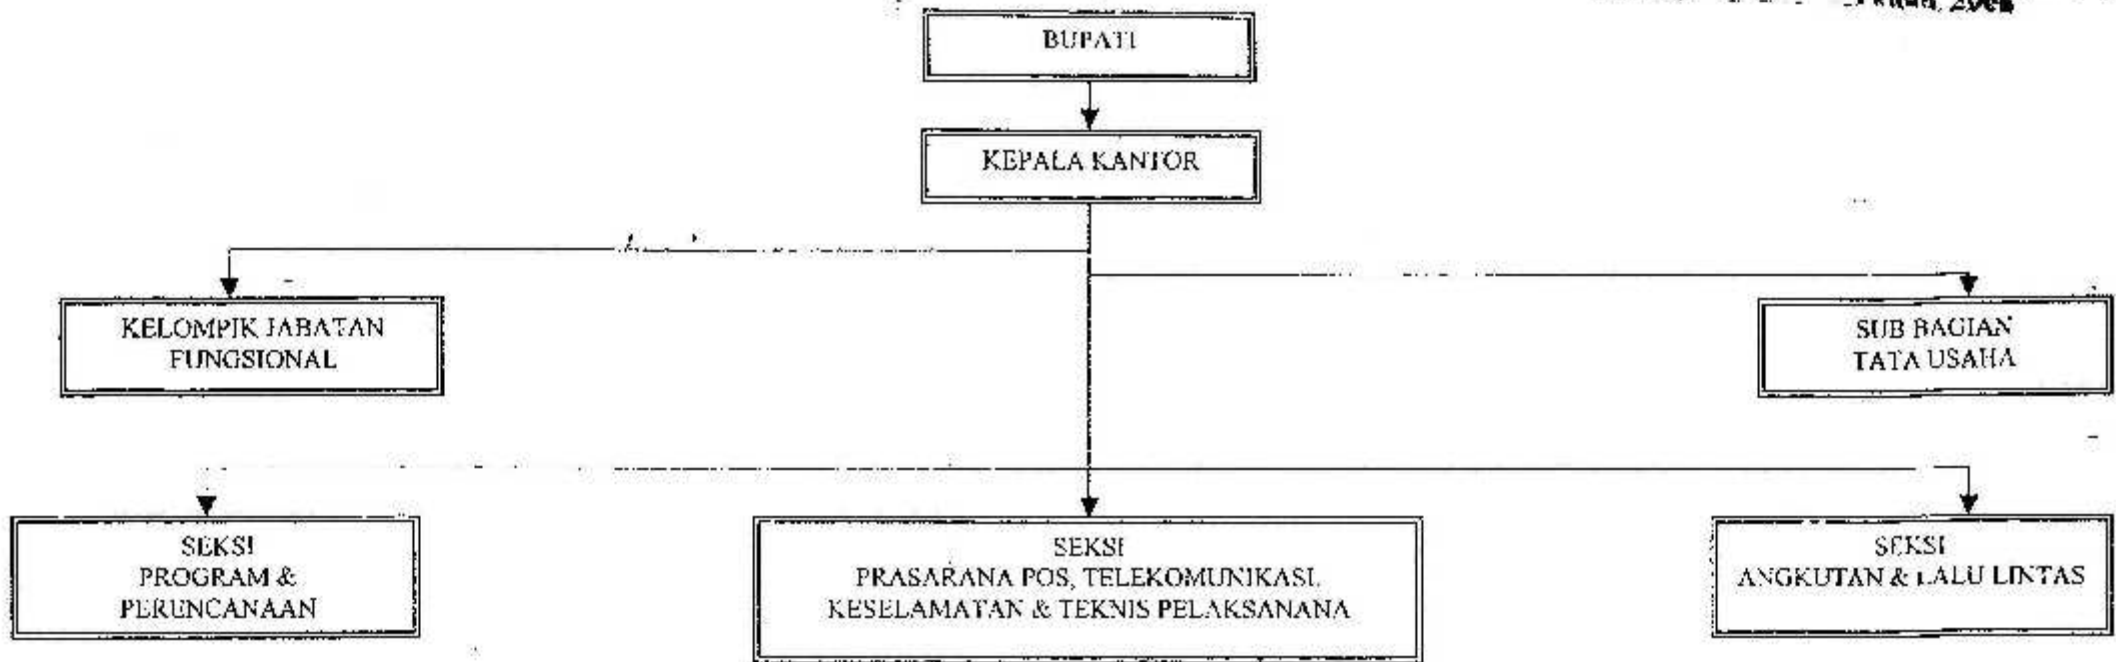 BUPATI
KEPALA KANTOR
KELOMPIK JABATAN
FUNGSIONAL
SUB BAGIAN
TATA USAHA
SEKSI
PROGRAM &
PERENCANAAN
SEKSI
PRASARANA POS, TELEKOMUNIKASI,
KESELAMATAN & TEKNIS PELAKSANANA
SEKSI
ANGKUTAN & LALU LINTAS